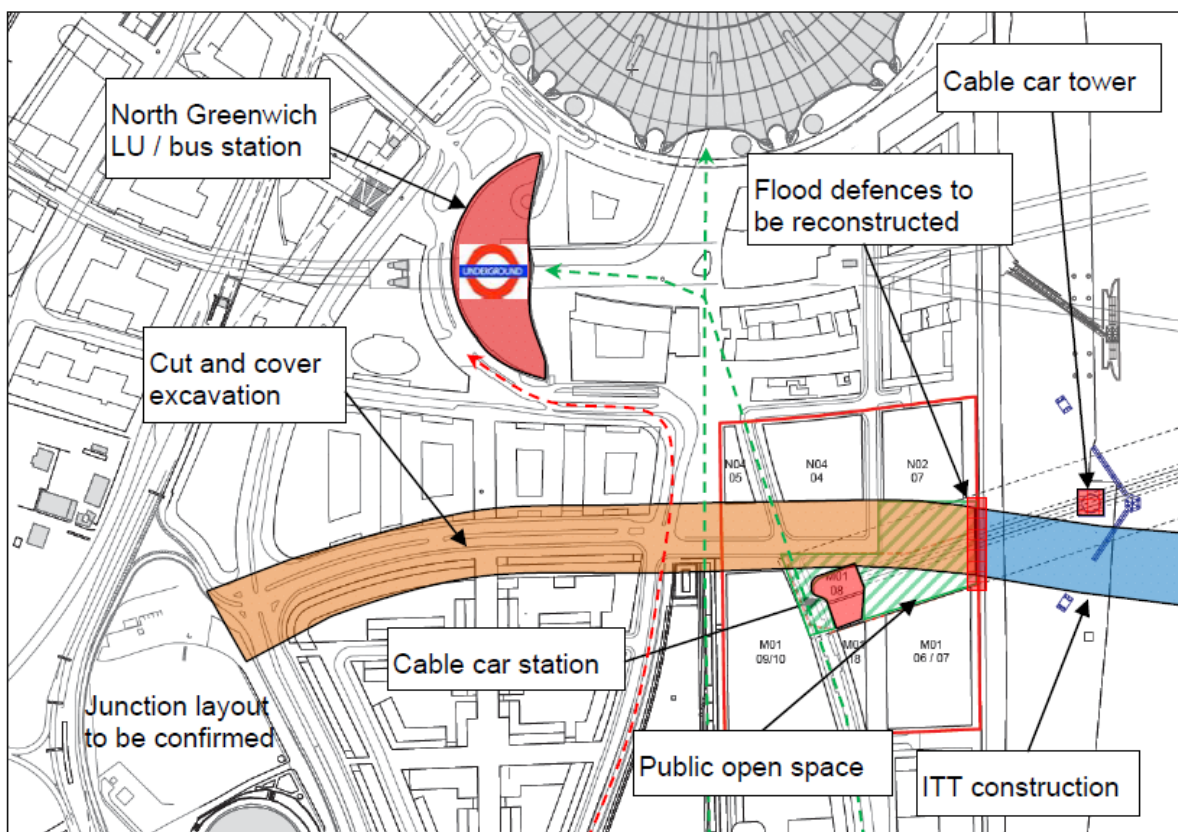 Cable car tower
North Greenwich
LU / bus station
Flood defences to
be reconstructed
UNDERGROUND
Cut and cover
excavation
N04
05
N04
04
N02
07
M01
08
Cable car station
M01
09/10
M01
06 / 07
Junction layout
to be confirmed
Public open space
ITT construction